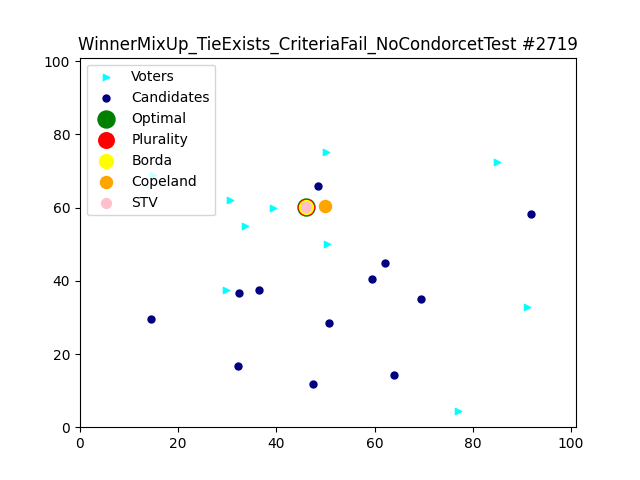 WinnerMixUp_TieExists_CriteriaFail_NoCondorcetTest #2719
100
80
60
40
20
0
0 20 40 60 80 100
Voters
Candidates
Optimal
Plurality
Borda
Copeland
STV